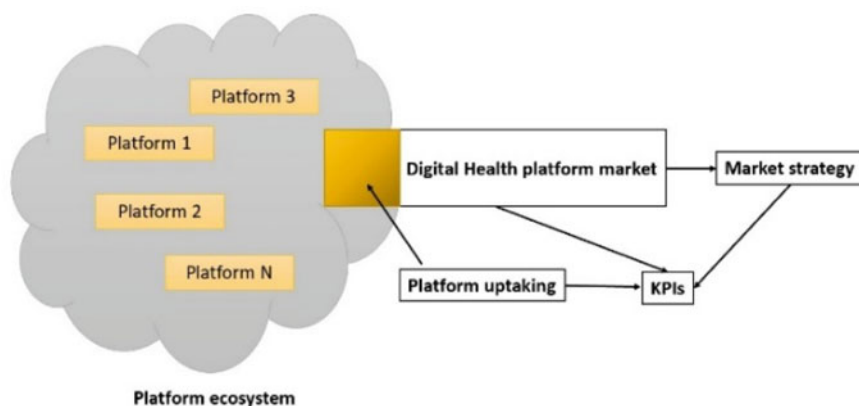 Platform 3
Platform 1
Digital Health platform market
Market strategy
Platform 2
Platform N
Platform uptaking
KPIs
Platform ecosystem